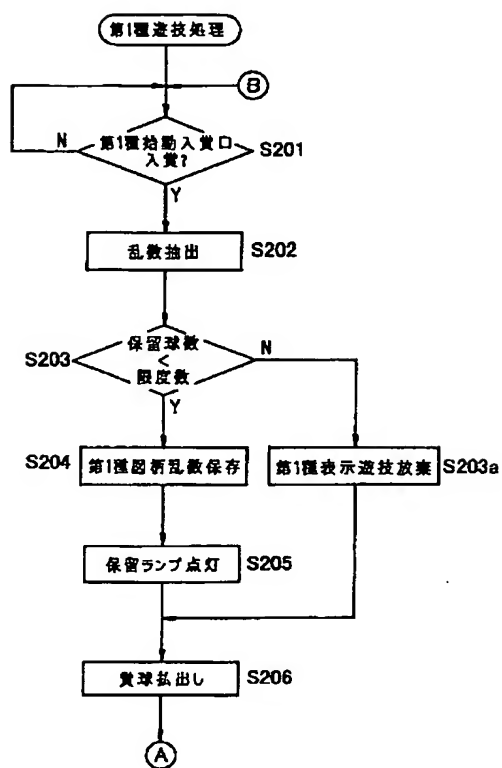 第1種遊技処理
B
第1種始動入賞口
入賞?
N
S201
Y
乱数抽出
S202
保留球数
<
限度数
S203
N
Y
S204
第1種図柄乱数保存
第1種表示遊技放棄
S203a
保留ランプ点灯
S205
賞球払出し
S206
A